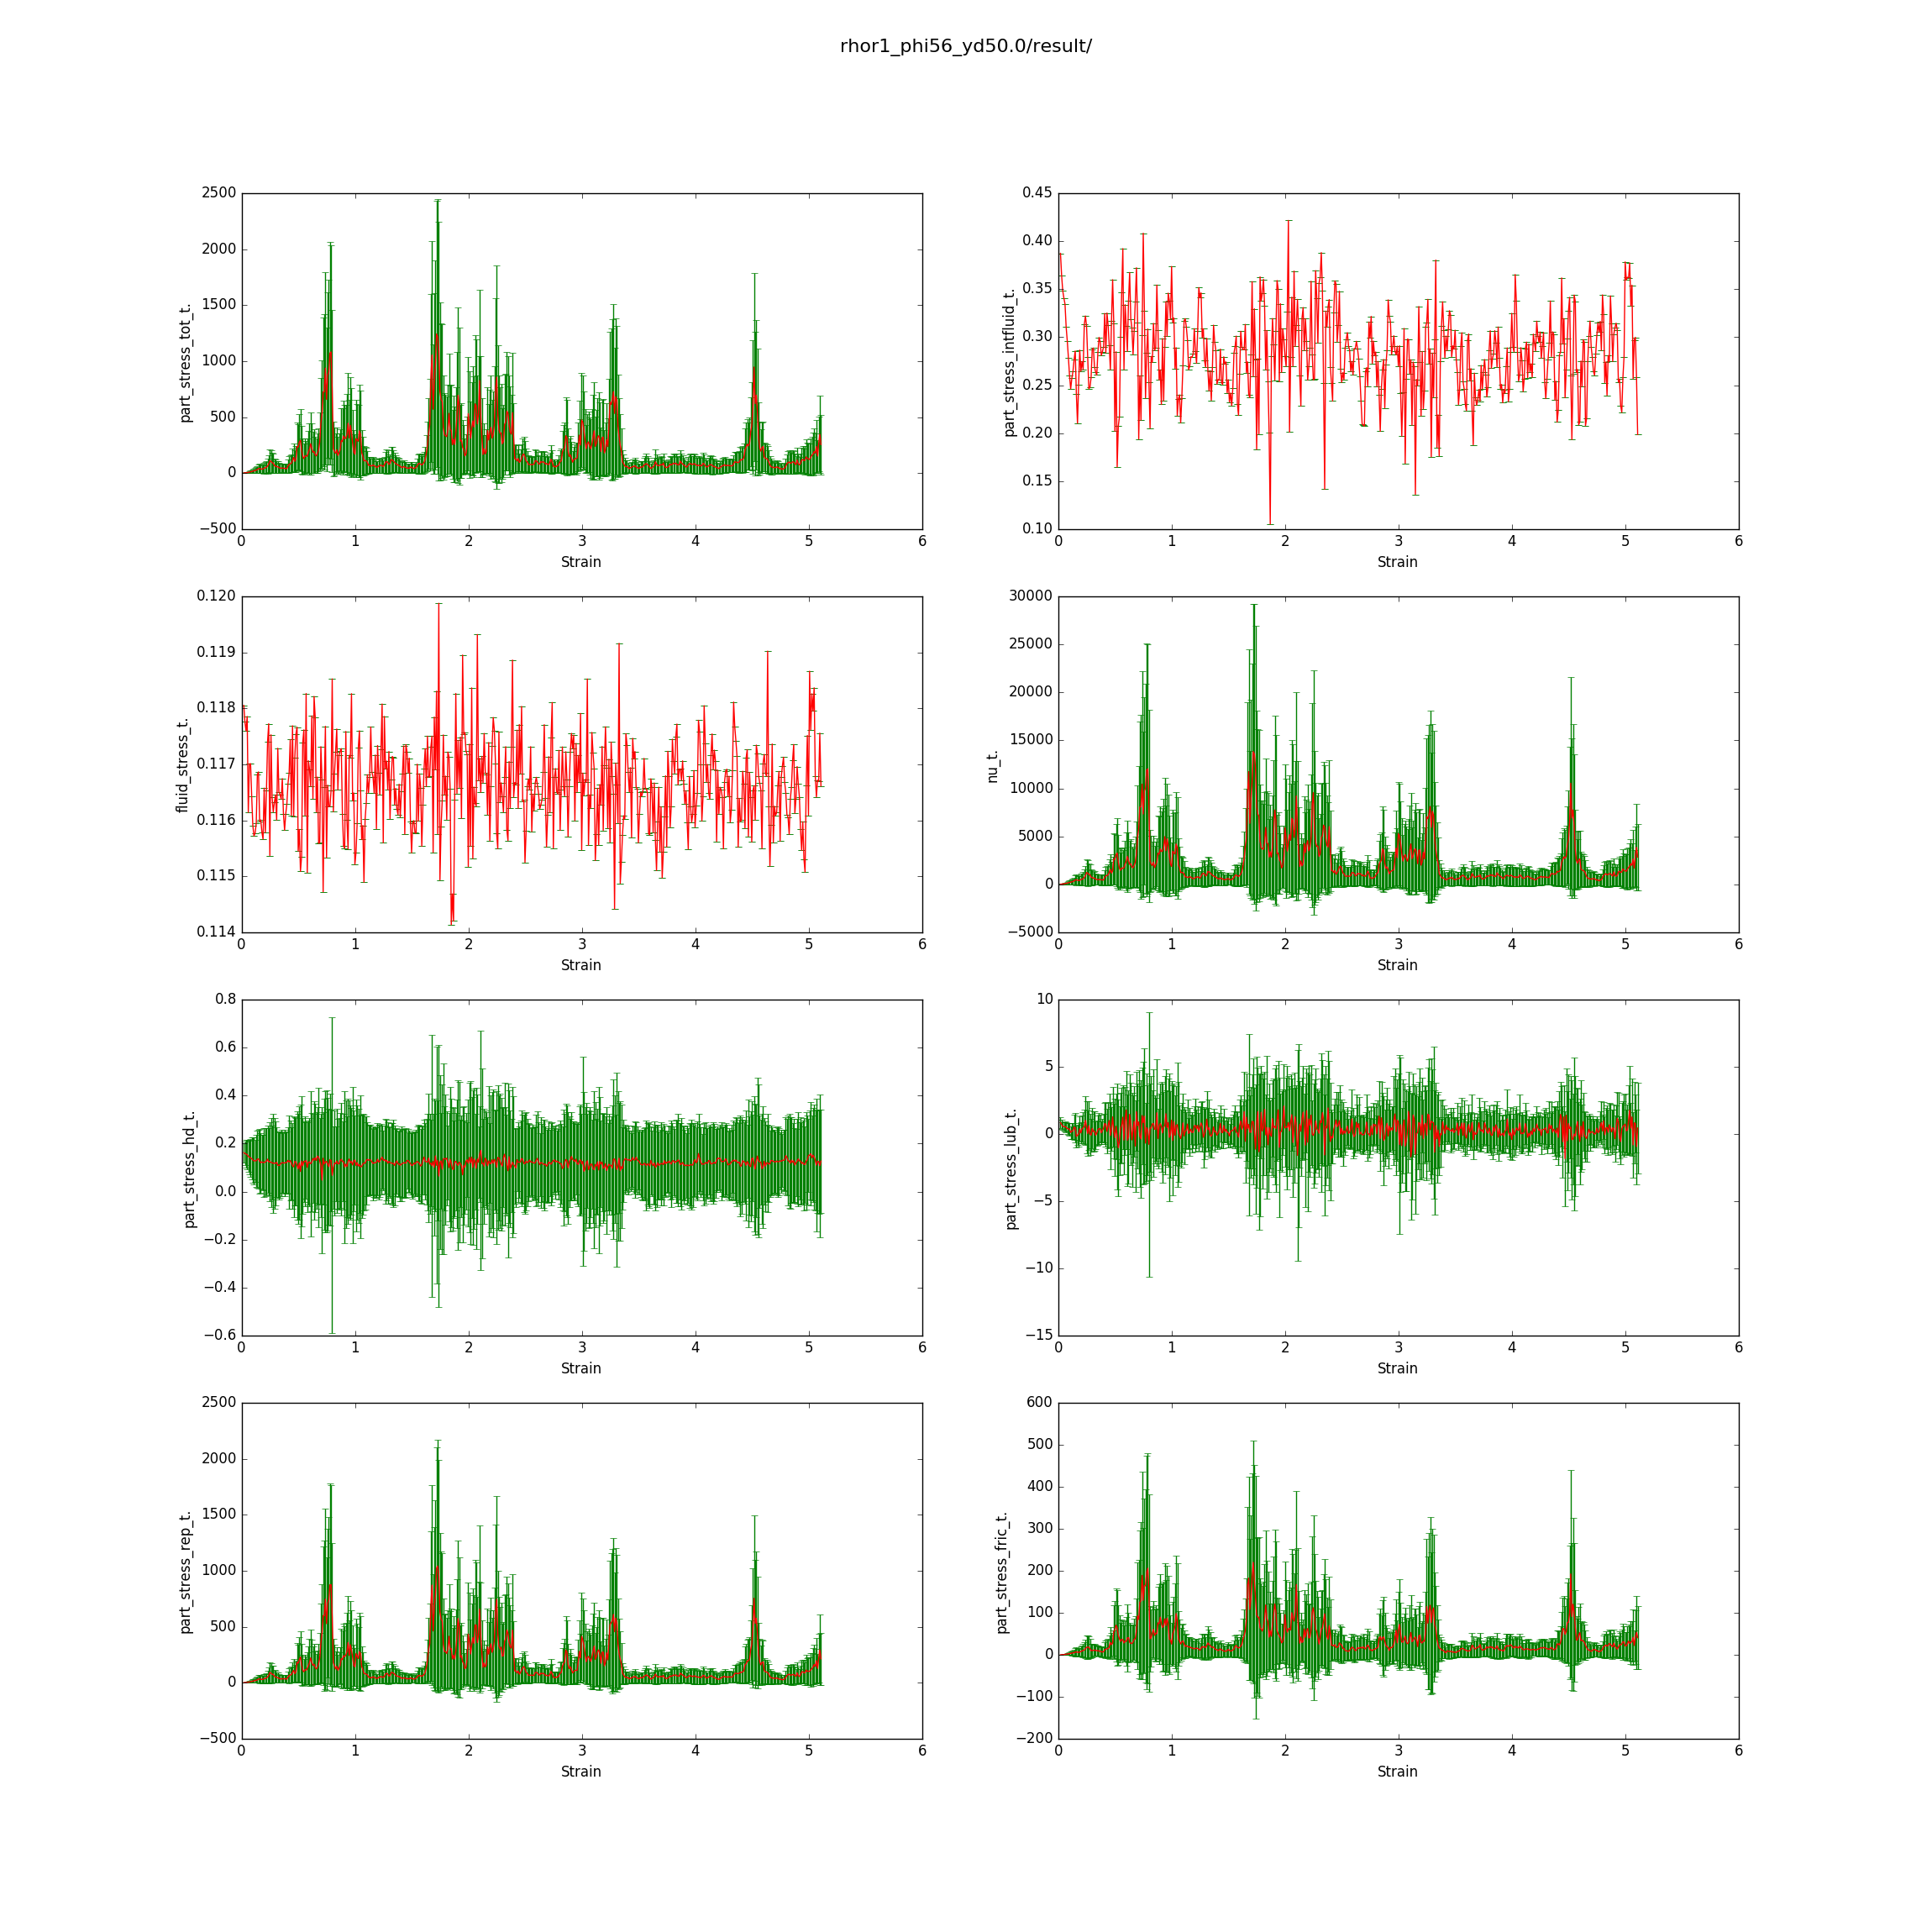 rhor1_phi56_yd50.0/result/
part_stress_tot_t.
2500
2000
1500
1000
500
0
−500
0 1 2 3 4 5 6
Strain
part_stress_intfluid_t.
0.45
0.40
0.35
0.30
0.25
0.20
0.15
0.10
0 1 2 3 4 5 6
Strain
fluid_stress_t.
0.120
0.119
0.118
0.117
0.116
0.115
0.114
0 1 2 3 4 5 6
Strain
nu_t.
30000
25000
20000
15000
10000
5000
0
−5000
0 1 2 3 4 5 6
Strain
part_stress_hd_t.
0.8
0.6
0.4
0.2
0.0
−0.2
−0.4
−0.6
0 1 2 3 4 5 6
Strain
part_stress_lub_t.
10
5
0
−5
−10
−15
0 1 2 3 4 5 6
Strain
part_stress_rep_t.
2500
2000
1500
1000
500
0
−500
0 1 2 3 4 5 6
Strain
part_stress_fric_t.
600
500
400
300
200
100
0
−100
−200
0 1 2 3 4 5 6
Strain